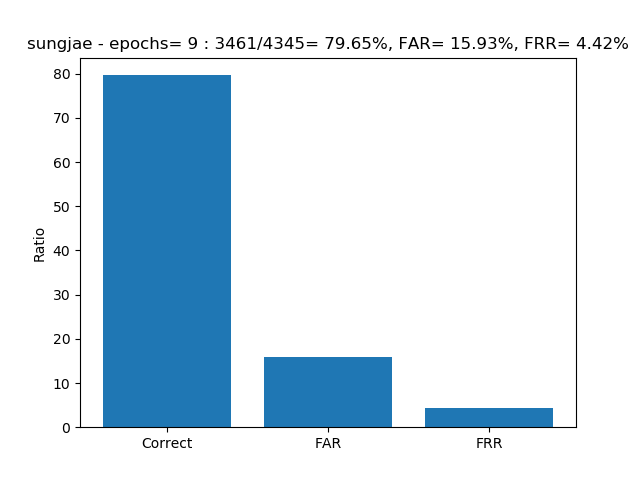 sungjae - epochs= 9 : 3461/4345= 79.65%, FAR= 15.93%, FRR= 4.42%
80
70
60
50
40
30
20
10
0
Ratio
Correct
FAR
FRR